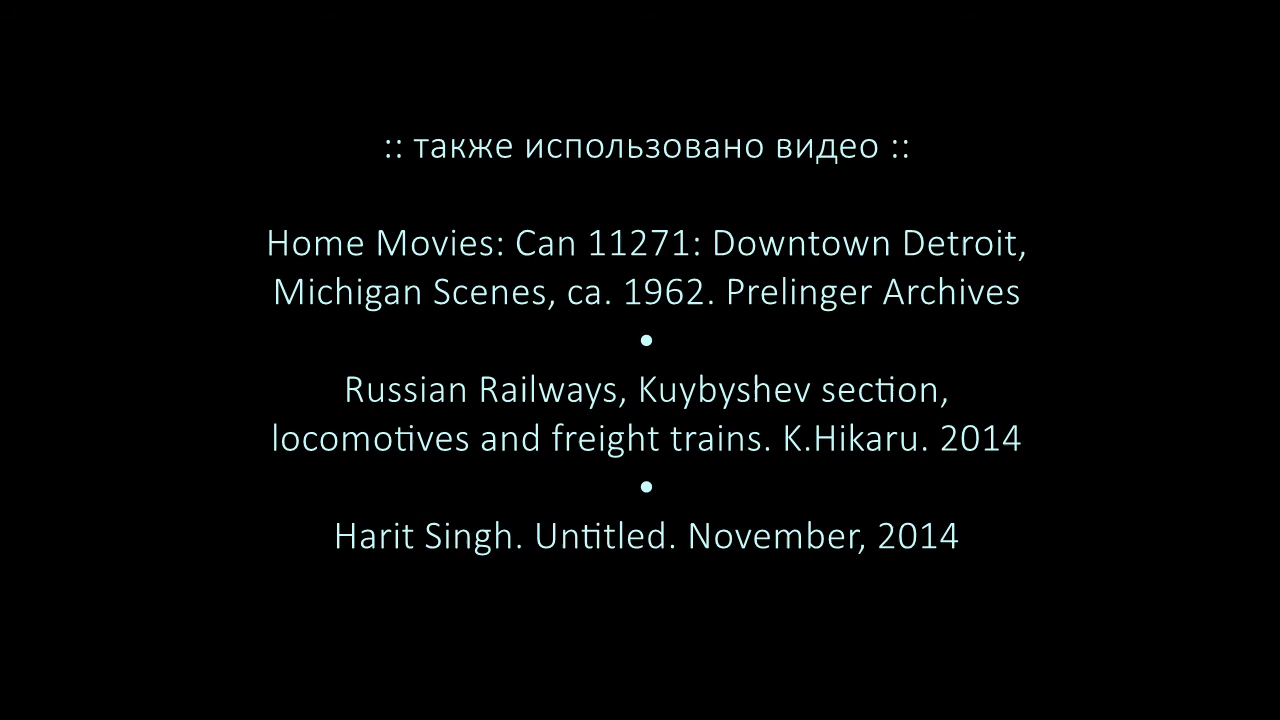 :: также использовано видео ::
Home Movies: Can 11271: Downtown Detroit,
Michigan Scenes, ca. 1962. Prelinger Archives
•
Russian Railways, Kuybyshev section,
locomotives and freight trains. K.Hikaru. 2014
•
Harit Singh. Untitled. November, 2014